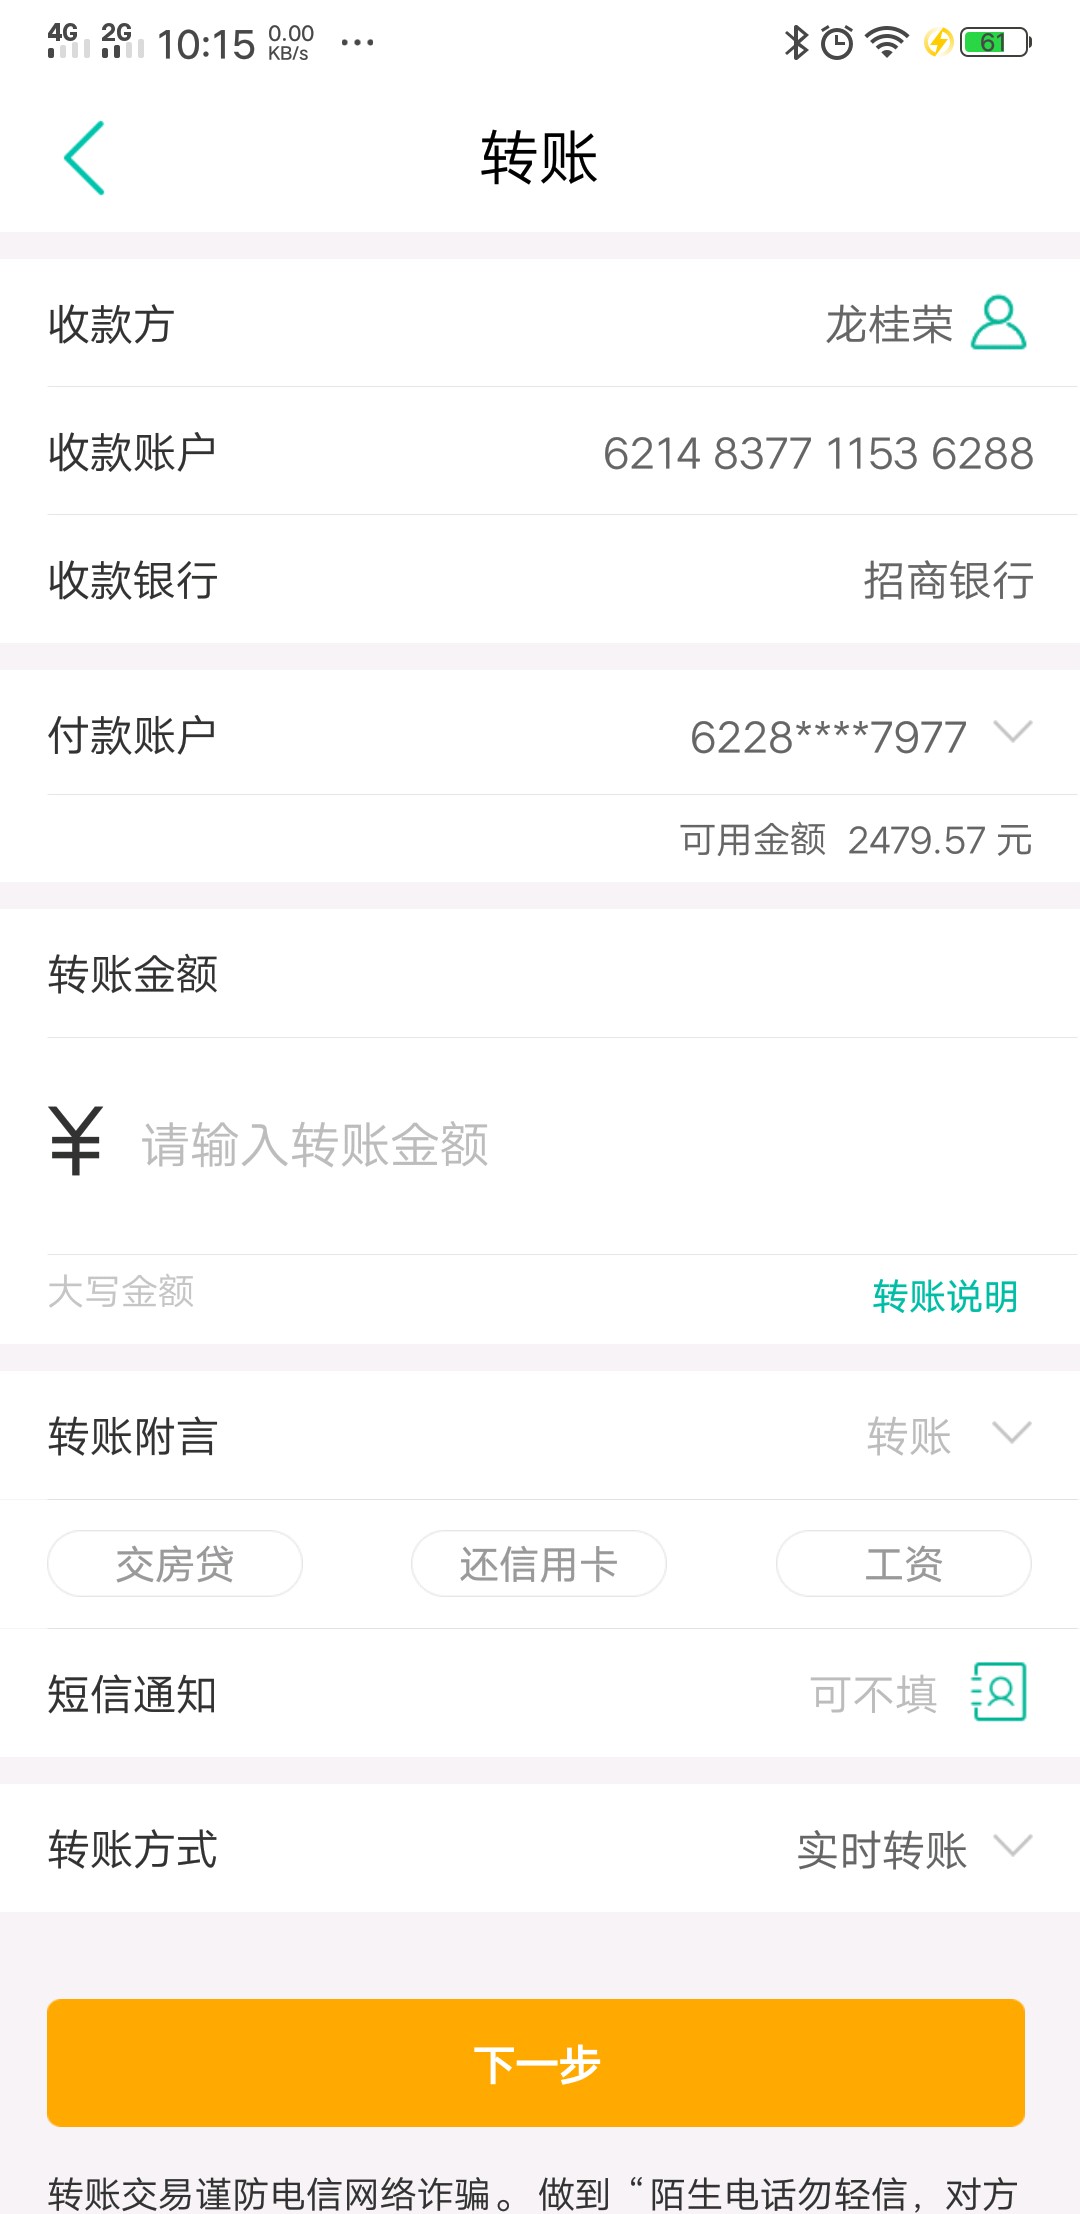 4G 2G 10:15 0.00 KB/s ... 61
转账
收款方 龙桂荣
收款账户 6214 8377 1153 6288
收款银行 招商银行
付款账户 6228****7977
可用金额 2479.57 元
转账金额
¥ 请输入转账金额
大写金额 转账说明
转账附言 转账
交房贷 还信用卡 工资
短信通知 可不填
转账方式 实时转账
下一步
转账交易谨防电信网络诈骗。做到“陌生电话勿轻信，对方